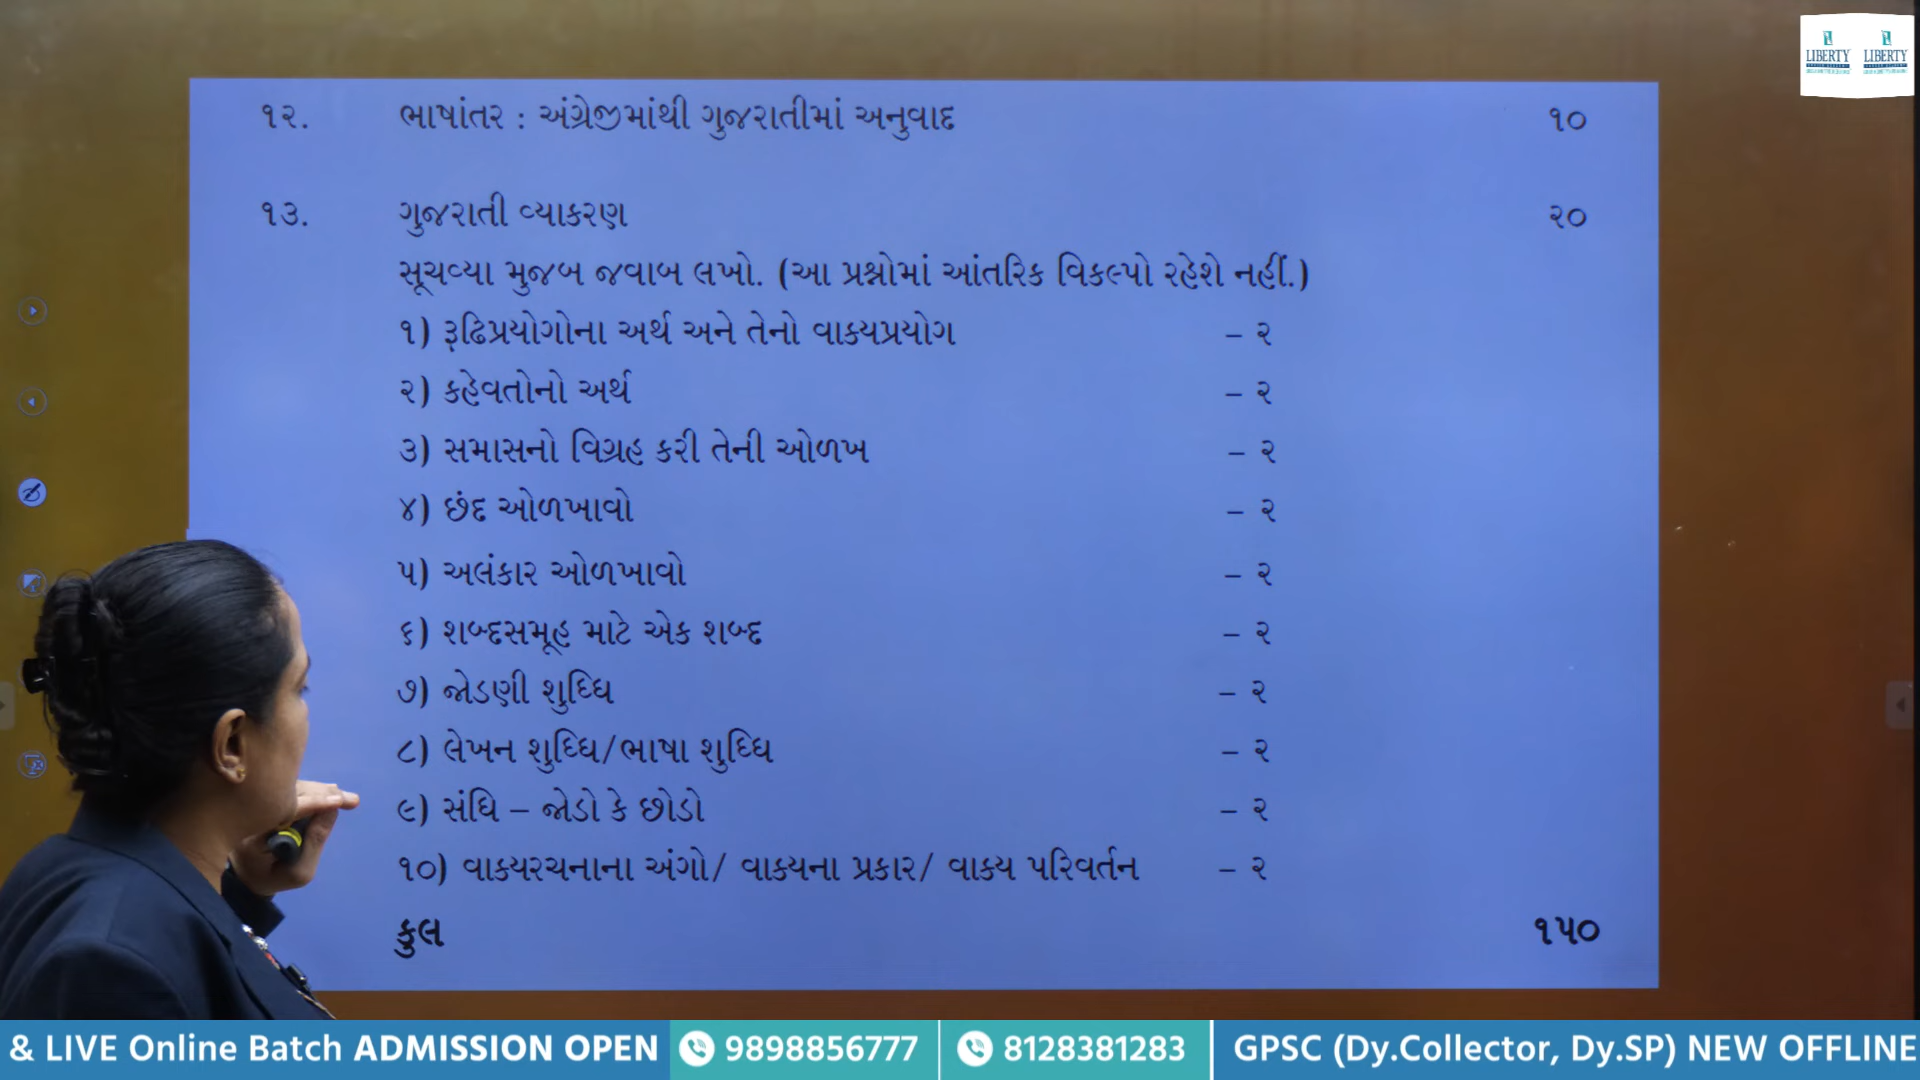 LIBERTY LIBERTY
૧૨. ભાષાંતર : અંગ્રેજીમાંથી ગુજરાતીમાં અનુવાદ ૧૦
૧૩. ગુજરાતી વ્યાકરણ ૨૦
સૂચવ્યા મુજબ જવાબ લખો. (આ પ્રશ્નોમાં આંતરિક વિકલ્પો રહેશે નહીં.)
૧) રૂઢિપ્રયોગોના અર્થ અને તેનો વાક્યપ્રયોગ – ૨
૨) કહેવતોનો અર્થ – ૨
૩) સમાસનો વિગ્રહ કરી તેની ઓળખ – ૨
૪) છંદ ઓળખાવો – ૨
૫) અલંકાર ઓળખાવો – ૨
૬) શબ્દસમૂહ માટે એક શબ્દ – ૨
૭) જોડણી શુધ્ધિ – ૨
૮) લેખન શુધ્ધિ/ભાષા શુધ્ધિ – ૨
૯) સંધિ – જોડો કે છોડો – ૨
૧૦) વાક્યરચનાના અંગો/ વાક્યના પ્રકાર/ વાક્ય પરિવર્તન – ૨
કુલ ૧૫૦
& LIVE Online Batch ADMISSION OPEN 9898856777 8128381283 GPSC (Dy.Collector, Dy.SP) NEW OFFLINE